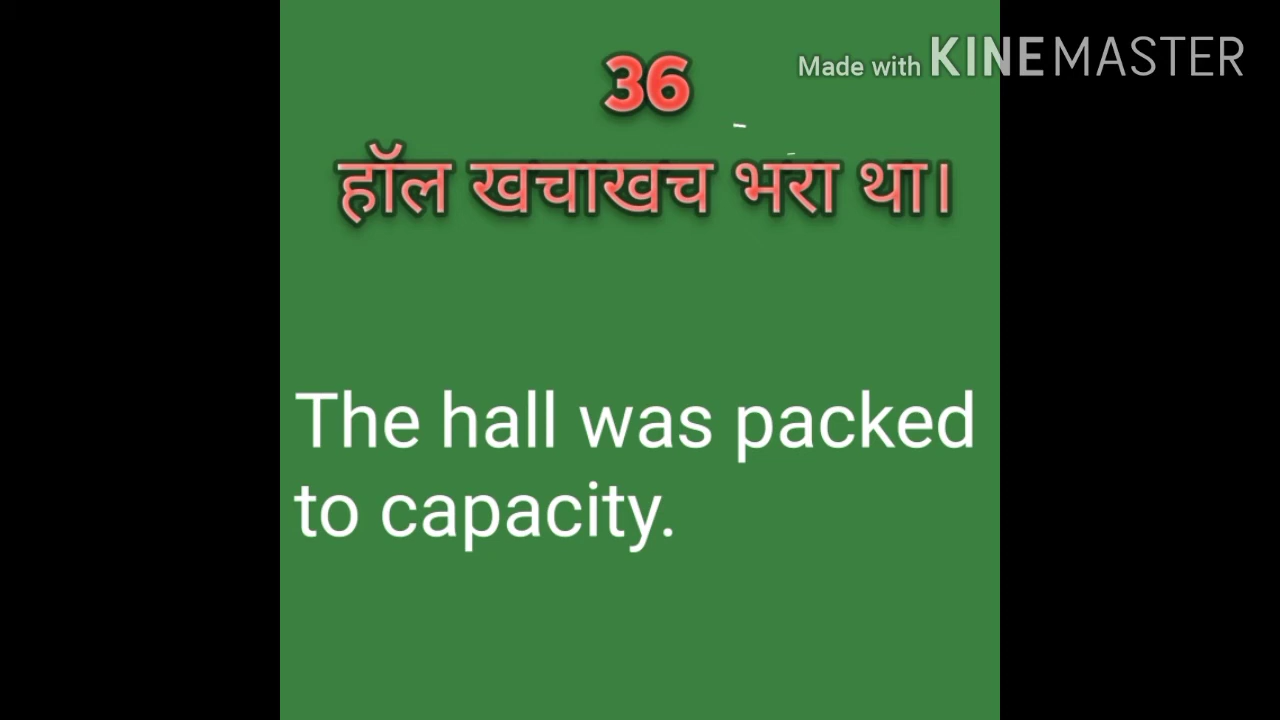 Made with KINEMASTER
36
हॉल खचाखच भरा था।
The hall was packed
to capacity.